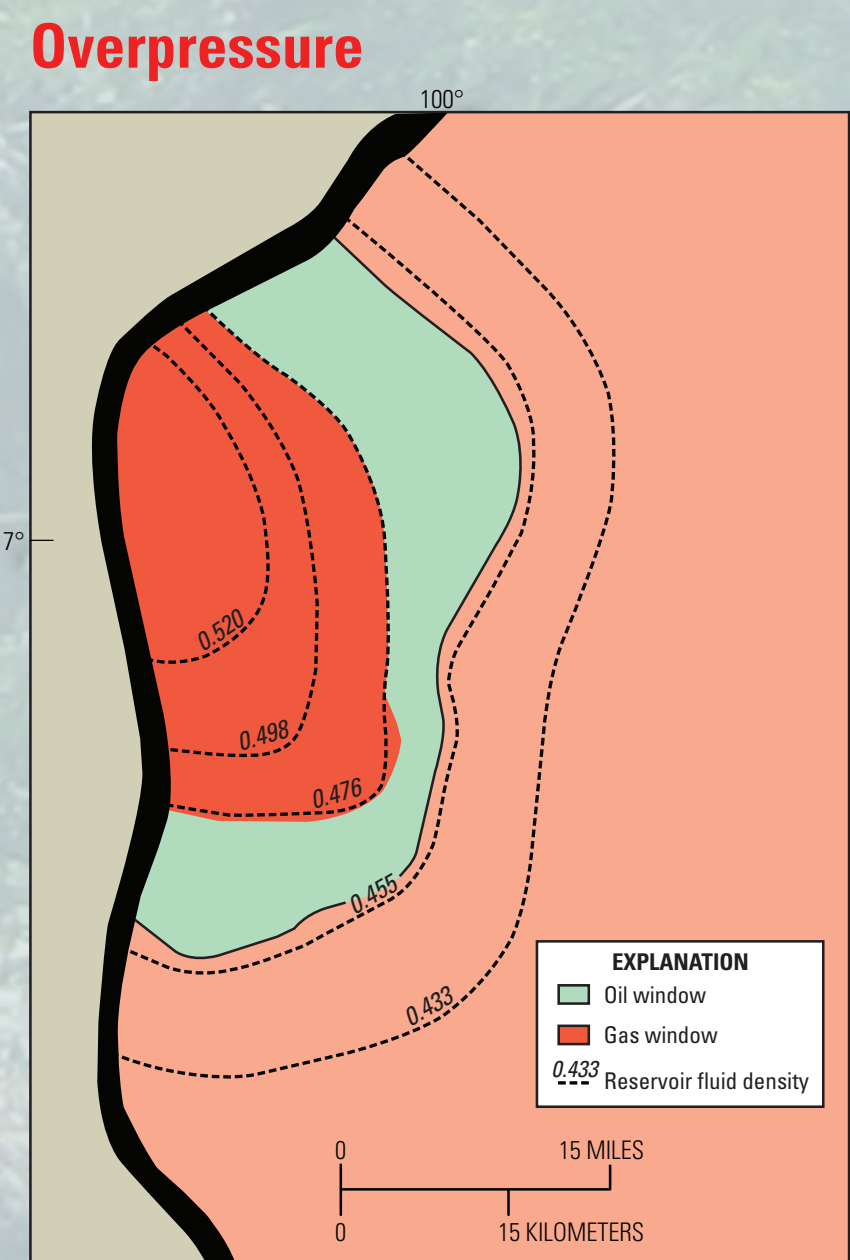 Overpressure
100°
7°
0.520
0.498
0.476
0.455
0.433
EXPLANATION
Oil window
Gas window
0.433 Reservoir fluid density
0 15 MILES
0 15 KILOMETERS